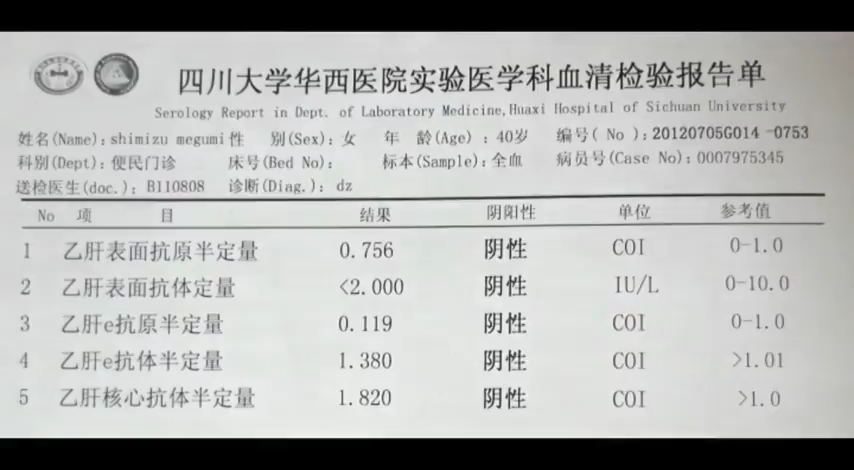 四川大学华西医院实验医学科血清检验报告单
Serology Report in Dept. of Laboratory Medicine,Huaxi Hospital of Sichuan University
姓名(Name): shimizu megumi 性 别(Sex): 女 年 龄(Age) : 40岁 编号( No ): 20120705G014 -0753
科别(Dept): 便民门诊 床号(Bed No): 标本(Sample): 全血 病员号(Case No): 0007975345
送检医生(doc.): B110808 诊断(Diag.): dz
No 项 目 结果 阴阳性 单位 参考值
1 乙肝表面抗原半定量 0.756 阴性 COI 0-1.0
2 乙肝表面抗体定量 <2.000 阴性 IU/L 0-10.0
3 乙肝e抗原半定量 0.119 阴性 COI 0-1.0
4 乙肝e抗体半定量 1.380 阴性 COI >1.01
5 乙肝核心抗体半定量 1.820 阴性 COI >1.0